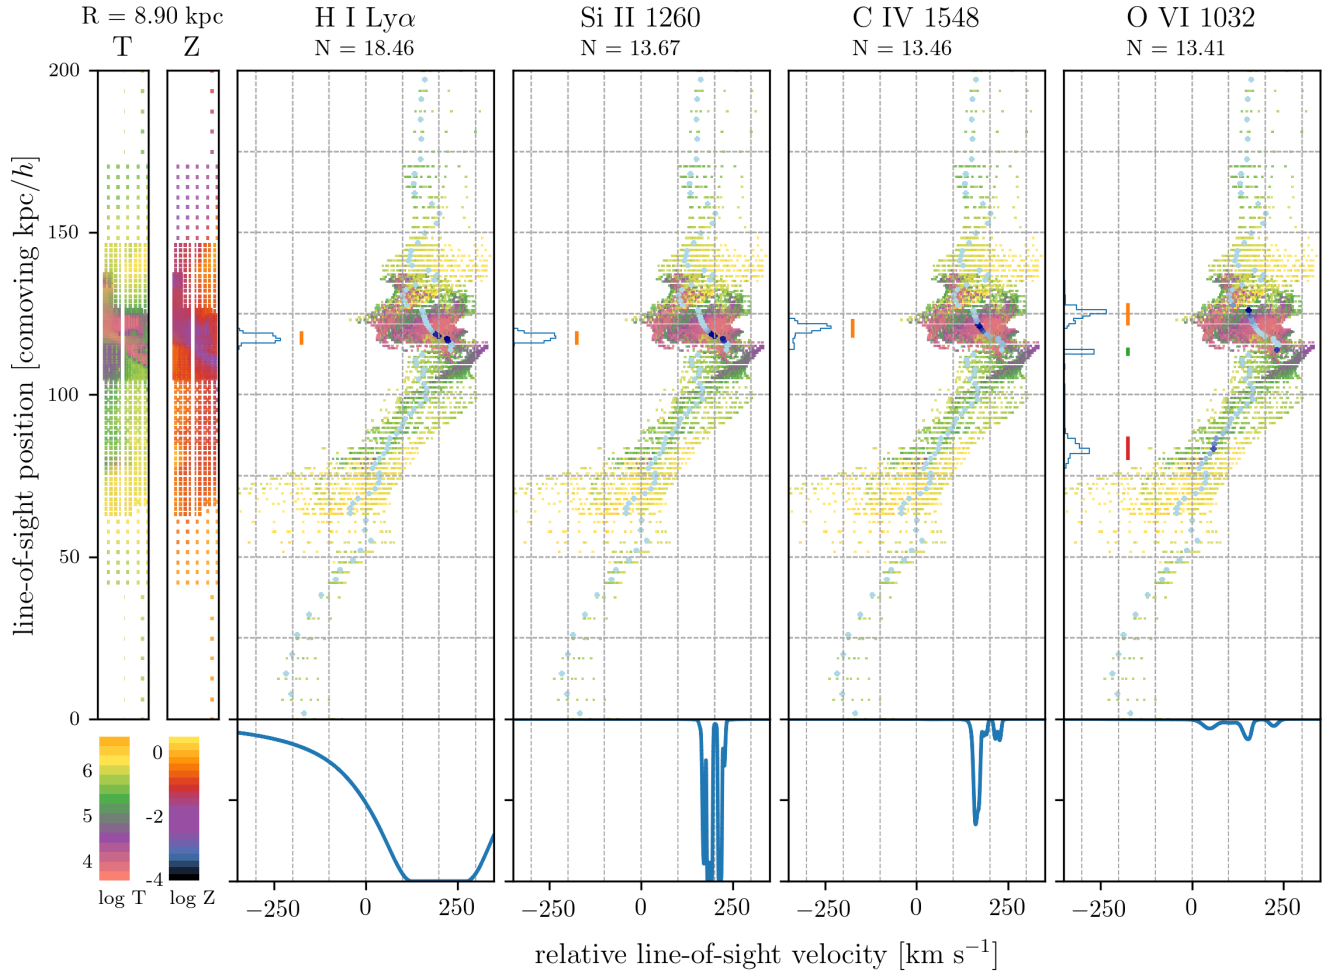 R = 8.90 kpc
T Z
H I Lyα
N = 18.46
Si II 1260
N = 13.67
C IV 1548
N = 13.46
O VI 1032
N = 13.41
line-of-sight position [comoving kpc/h]
200
150
100
50
0
6
5
4
log T
0
-2
-4
log Z
−250 0 250
−250 0 250
−250 0 250
−250 0 250
relative line-of-sight velocity [km s⁻¹]